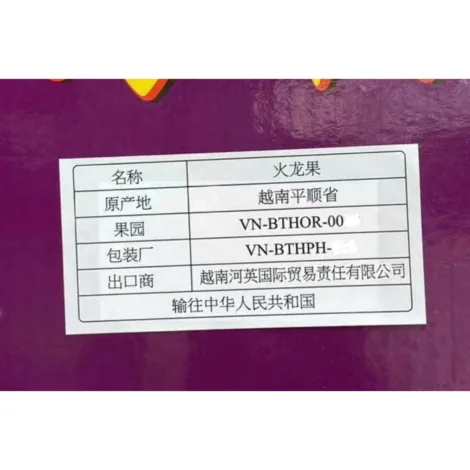 名称 火龙果
原产地 越南平顺省
果园 VN-BTHOR-00
包装厂 VN-BTHPH-
出口商 越南河英国际贸易责任有限公司
输往中华人民共和国